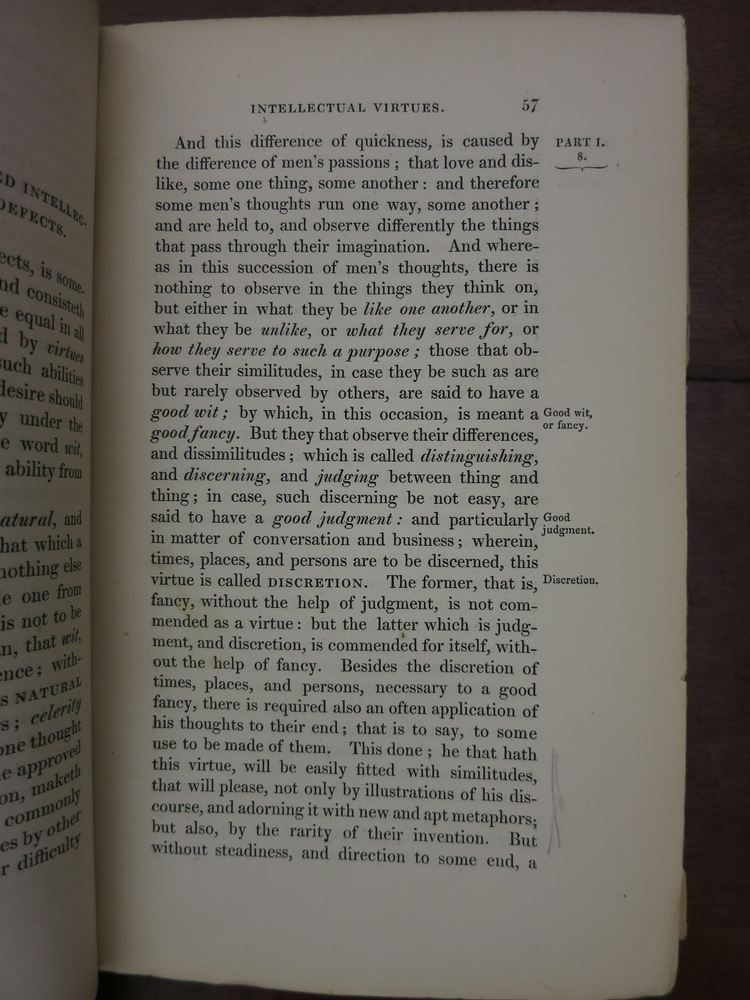 ED INTELLEC-
DEFECTS.
ects, is some-
nd consisteth
e equal in all
d by virtues
such abilities
desire should
y under the
e word wit,
ability from
atural, and
hat which a
nothing else
e one from
is not to be
n, that wit,
ence; with-
s NATURAL
s; celerity
one thought
e approved
on, maketh
commonly
es by other
r difficulty
INTELLECTUAL VIRTUES. 57
And this difference of quickness, is caused by
PART I.
8.
the difference of men's passions; that love and dis-
like, some one thing, some another: and therefore
some men's thoughts run one way, some another;
and are held to, and observe differently the things
that pass through their imagination. And where-
as in this succession of men's thoughts, there is
nothing to observe in the things they think on,
but either in what they be like one another, or in
what they be unlike, or what they serve for, or
how they serve to such a purpose; those that ob-
serve their similitudes, in case they be such as are
but rarely observed by others, are said to have a
good wit; by which, in this occasion, is meant a
Good wit,
or fancy.
good fancy. But they that observe their differences,
and dissimilitudes; which is called distinguishing,
and discerning, and judging between thing and
thing; in case, such discerning be not easy, are
said to have a good judgment: and particularly
Good
judgment.
in matter of conversation and business; wherein,
times, places, and persons are to be discerned, this
virtue is called DISCRETION. The former, that is,
Discretion.
fancy, without the help of judgment, is not com-
mended as a virtue: but the latter which is judg-
ment, and discretion, is commended for itself, with-
out the help of fancy. Besides the discretion of
times, places, and persons, necessary to a good
fancy, there is required also an often application of
his thoughts to their end; that is to say, to some
use to be made of them. This done; he that hath
this virtue, will be easily fitted with similitudes,
that will please, not only by illustrations of his dis-
course, and adorning it with new and apt metaphors;
but also, by the rarity of their invention. But
without steadiness, and direction to some end, a